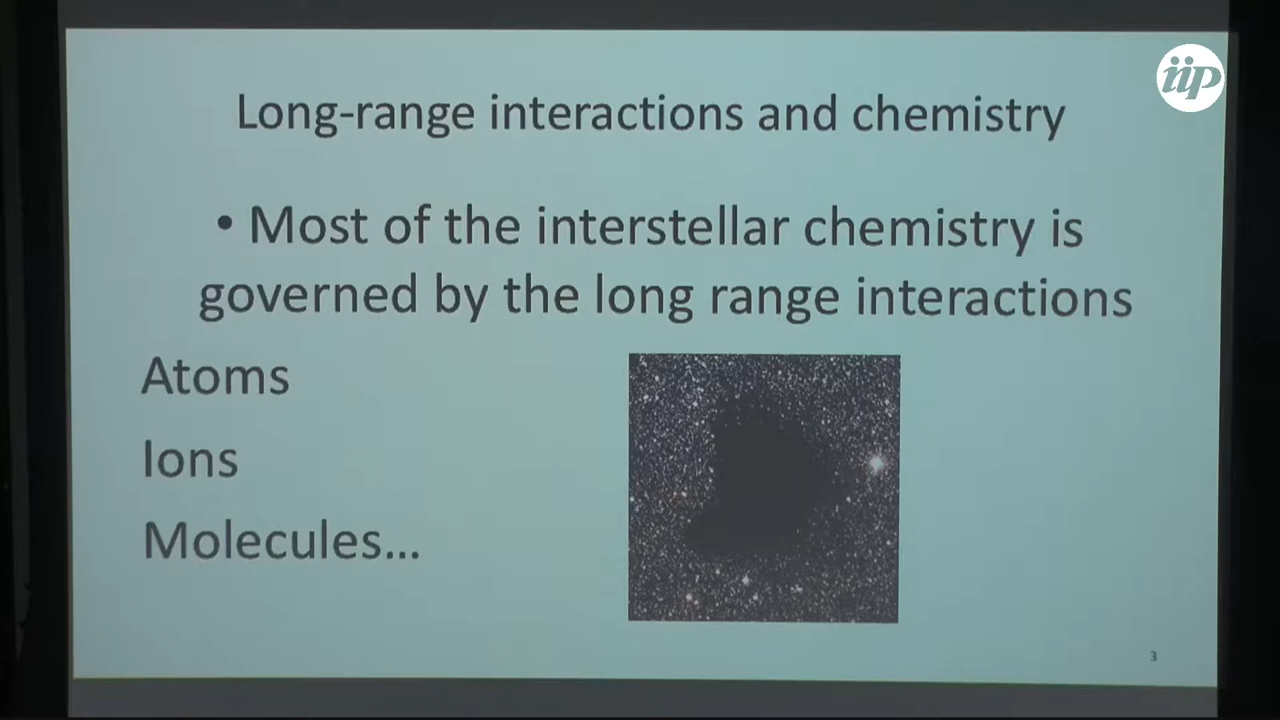 iip
Long-range interactions and chemistry
• Most of the interstellar chemistry is
governed by the long range interactions
Atoms
Ions
Molecules...
3